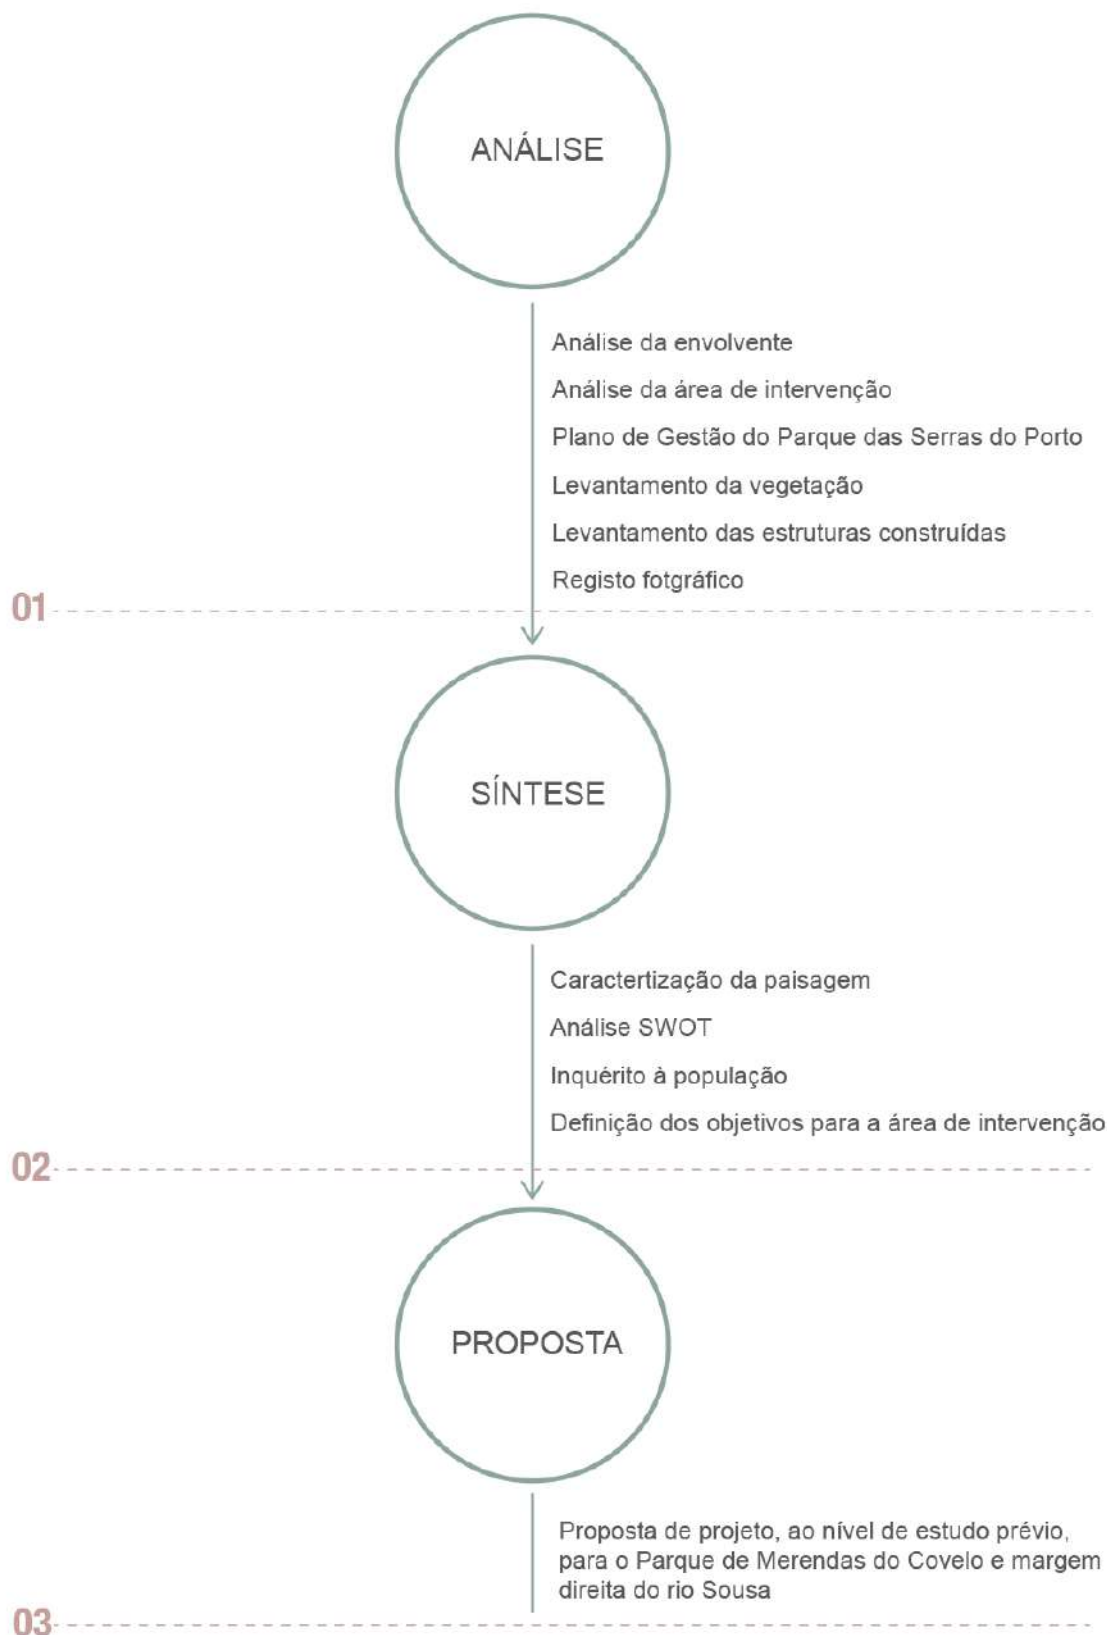 ANÁLISE
Análise da envolvente
Análise da área de intervenção
Plano de Gestão do Parque das Serras do Porto
Levantamento da vegetação
Levantamento das estruturas construídas
Registo fotgráfico
01
SÍNTESE
Caractertização da paisagem
Análise SWOT
Inquérito à população
Definição dos objetivos para a área de intervenção
02
PROPOSTA
Proposta de projeto, ao nível de estudo prévio,
para o Parque de Merendas do Covelo e margem
direita do rio Sousa
03